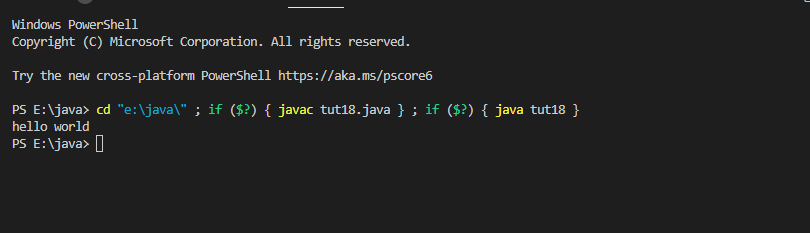 Windows PowerShell
Copyright (C) Microsoft Corporation. All rights reserved.
Try the new cross-platform PowerShell https://aka.ms/pscore6
PS E:\java> cd "e:\java\" ; if ($?) { javac tut18.java } ; if ($?) { java tut18 }
hello world
PS E:\java>